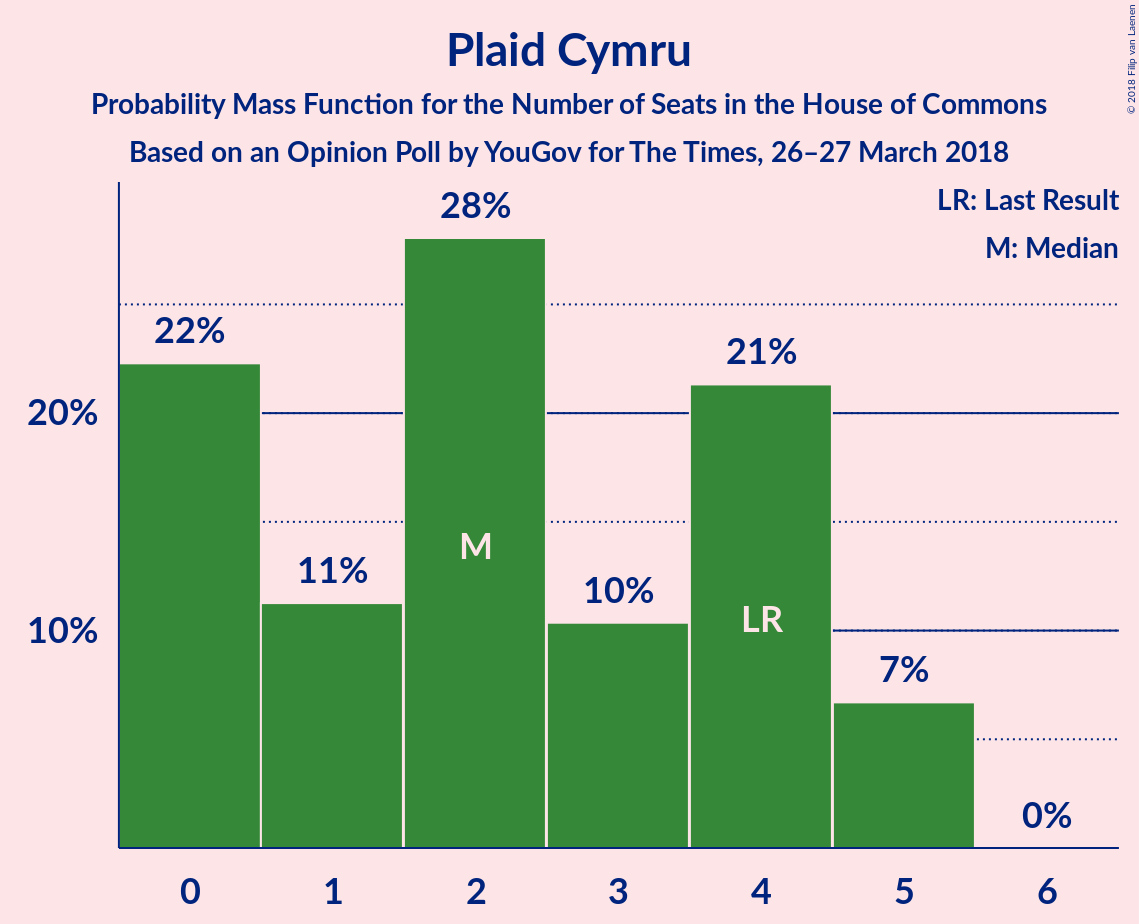 Plaid Cymru
Probability Mass Function for the Number of Seats in the House of Commons
Based on an Opinion Poll by YouGov for The Times, 26–27 March 2018
© 2018 Filip van Laenen
LR: Last Result
M: Median
28%
22%
21%
20%
M
11%
10%
LR
10%
7%
0%
0 1 2 3 4 5 6